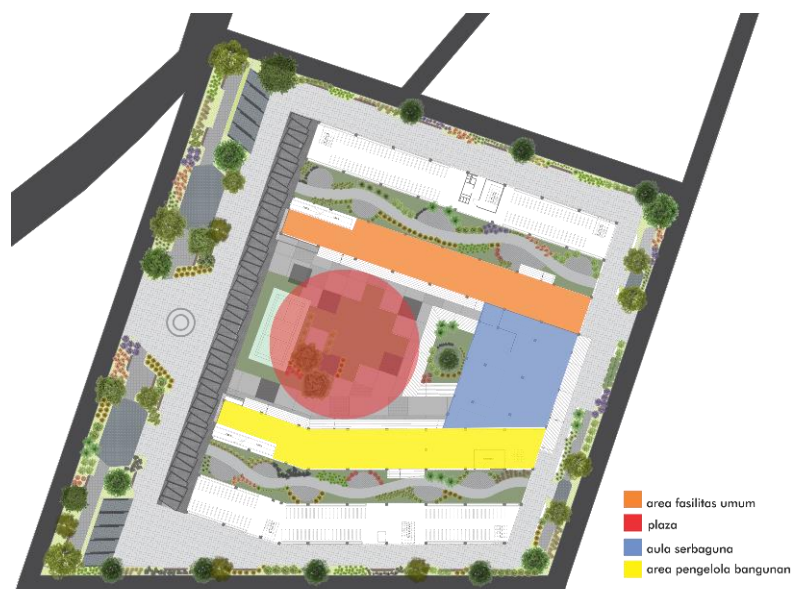 area fasilitas umum
plaza
aula serbaguna
area pengelola bangunan